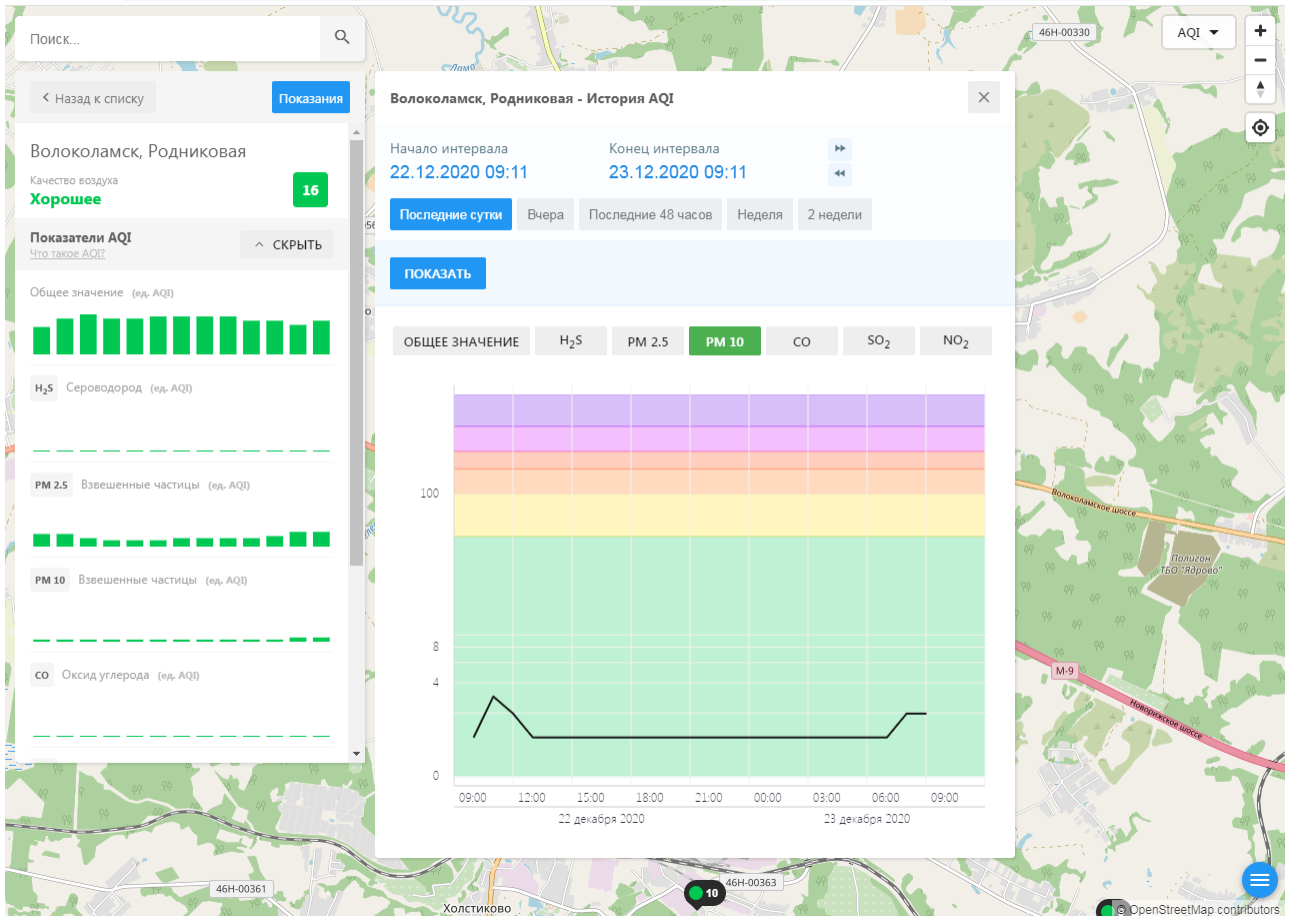 Поиск...
46Н-00330
AQI
Ламо
Назад к списку
Показания
Волоколамск, Родниковая
Качество воздуха
Хорошее
16
Показатели AQI
Что такое AQI?
СКРЫТЬ
Общее значение (ед. AQI)
H2S Сероводород (ед. AQI)
PM 2.5 Взвешенные частицы (ед. AQI)
PM 10 Взвешенные частицы (ед. AQI)
CO Оксид углерода (ед. AQI)
Волоколамск, Родниковая - История AQI
Начало интервала
Конец интервала
22.12.2020 09:11
23.12.2020 09:11
Последние сутки
Вчера
Последние 48 часов
Неделя
2 недели
ПОКАЗАТЬ
ОБЩЕЕ ЗНАЧЕНИЕ
H2S
PM 2.5
PM 10
CO
SO2
NO2
100
8
4
0
09:00 12:00 15:00 18:00 21:00 00:00 03:00 06:00 09:00
22 декабря 2020 23 декабря 2020
Волоколамское шоссе
Полигон
ТБО "Ядрово"
М-9
Новорижское шоссе
46Н-00361
46Н-00363
10
Холстиково
© OpenStreetMap contributors